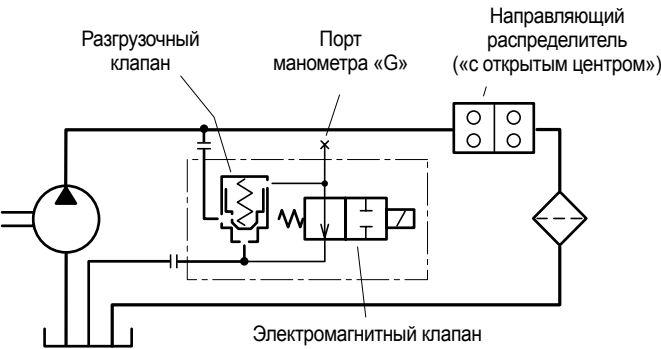 Разгрузочный
клапан
Порт
манометра «G»
Направляющий
распределитель
(«с открытым центром»)
Электромагнитный клапан